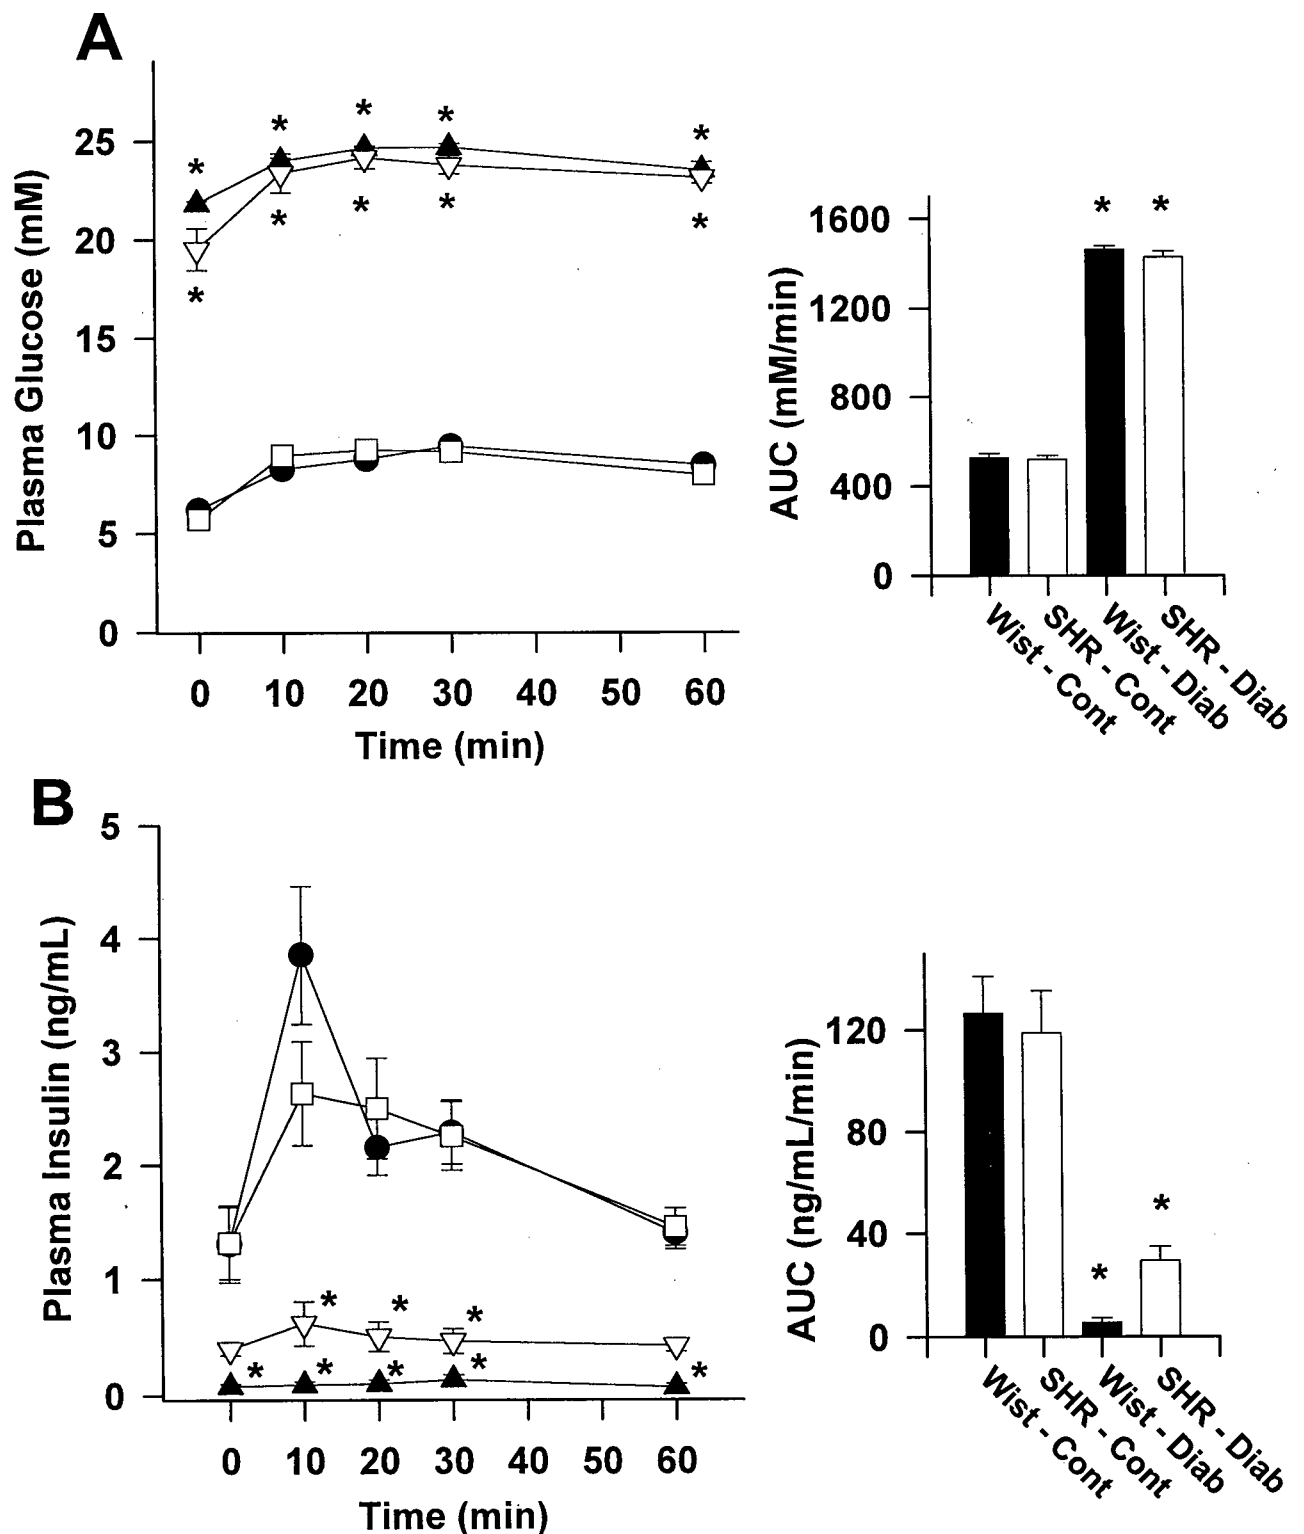 A
Plasma Glucose (mM)
25
20
15
10
5
0
* * * * *
* * * * *
0 10 20 30 40 50 60
Time (min)
AUC (mM/min)
1600
1200
800
400
0
* *
Wist - Cont
SHR - Cont
Wist - Diab
SHR - Diab
B
Plasma Insulin (ng/mL)
5
4
3
2
1
0
* * *
* * * * *
0 10 20 30 40 50 60
Time (min)
AUC (ng/mL/min)
120
80
40
0
* *
Wist - Cont
SHR - Cont
Wist - Diab
SHR - Diab